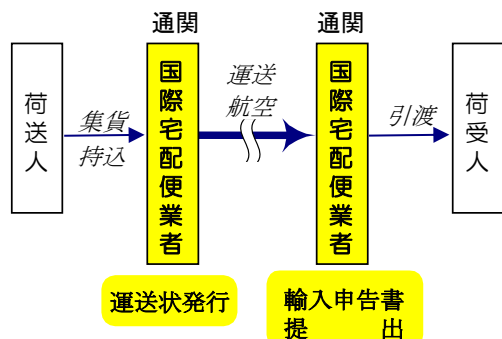 通関
通関
荷送人
集貨
持込
国際宅配便業者
運送
航空
国際宅配便業者
引渡
荷受人
運送状発行
輸入申告書
提出